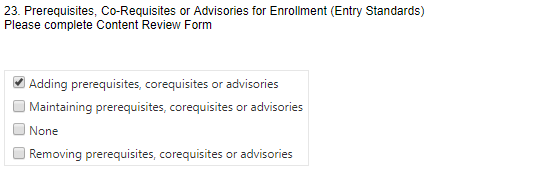 23. Prerequisites, Co-Requisites or Advisories for Enrollment (Entry Standards)
Please complete Content Review Form
Adding prerequisites, corequisites or advisories
Maintaining prerequisites, corequisites or advisories
None
Removing prerequisites, corequisites or advisories